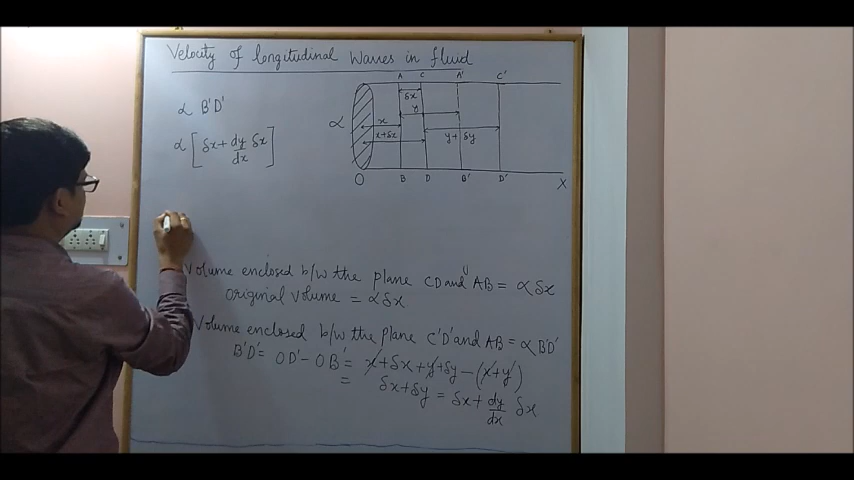 Velocity of longitudinal Waves in fluid
A C A' C'
δx
y
α B'D'
α x
x+δx y+ δy
α [δx + dy/dx δx]
O B D B' D' X
Volume enclosed b/w the plane CD and AB = α δx
Original Volume = α δx
Volume enclosed b/w the plane C'D' and AB = α B'D'
B'D' = OD' - OB' = x + δx + y + δy - (x + y)
= δx + δy = δx + dy/dx δx